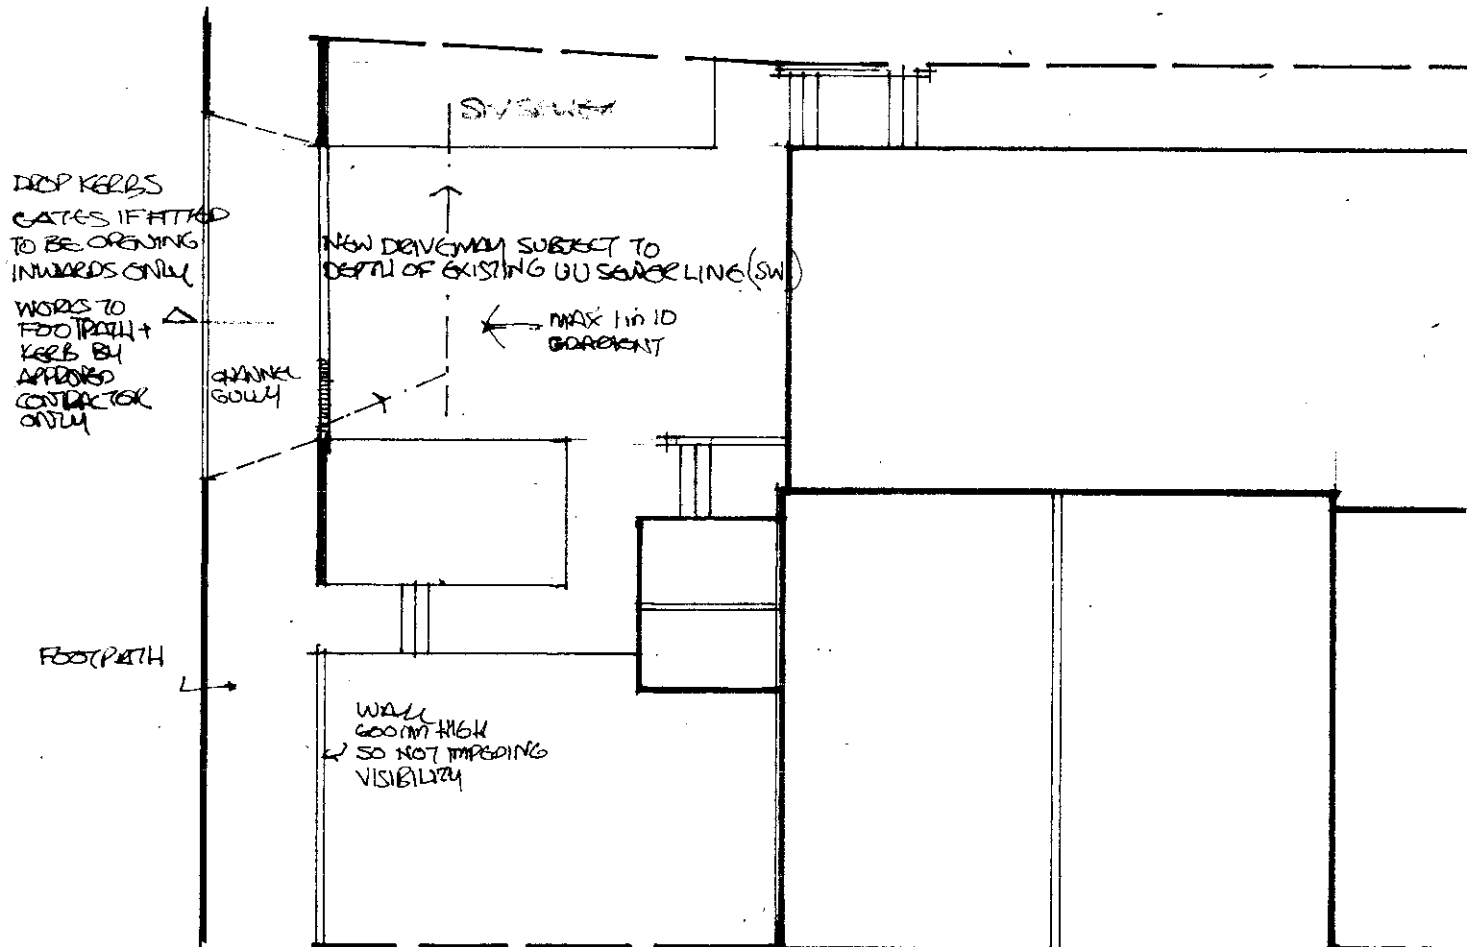 SW SEWER
DROP KERBS
GATES IF FITTED
TO BE OPENING
INWARDS ONLY
NEW DRIVEWAY SUBJECT TO
DEPTH OF EXISTING UU SEWER LINE (SW)
WORKS TO
FOOTPATH +
KERB BY
APPROVED
CONTRACTOR
ONLY
MAX 1 in 10
GRADIENT
CHANNEL
GULLY
FOOTPATH
WALL
600mm HIGH
SO NOT IMPEDING
VISIBILITY